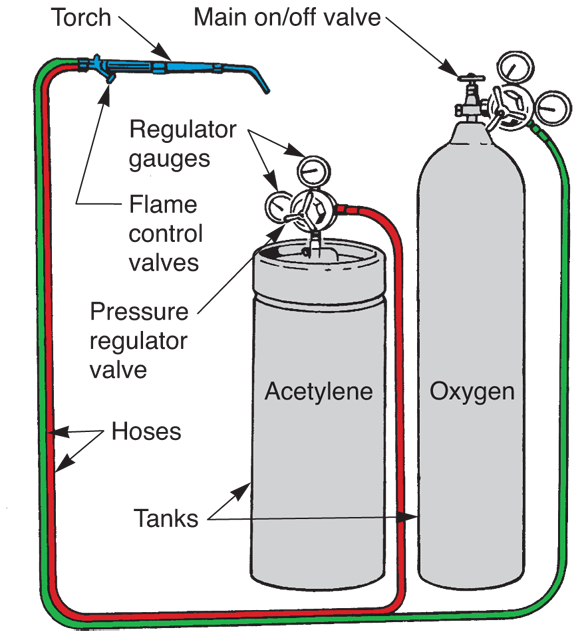 Torch
Main on/off valve
Regulator
gauges
Flame
control
valves
Pressure
regulator
valve
Acetylene
Oxygen
Hoses
Tanks